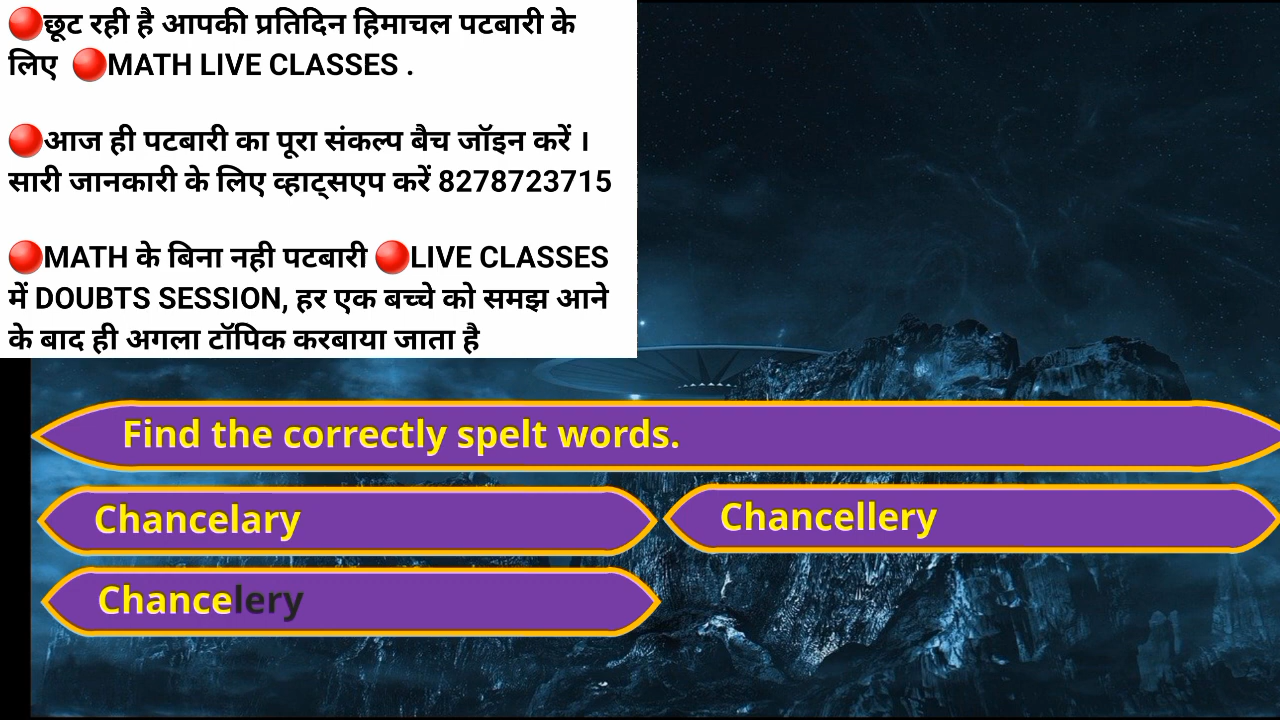 🔴छूट रही है आपकी प्रतिदिन हिमाचल पटबारी के
लिए 🔴MATH LIVE CLASSES .
🔴आज ही पटबारी का पूरा संकल्प बैच जॉइन करें ।
सारी जानकारी के लिए व्हाट्सएप करें 8278723715
🔴MATH के बिना नही पटबारी 🔴LIVE CLASSES
में DOUBTS SESSION, हर एक बच्चे को समझ आने
के बाद ही अगला टॉपिक करबाया जाता है
Find the correctly spelt words.
Chancelary
Chancellery
Chancelery